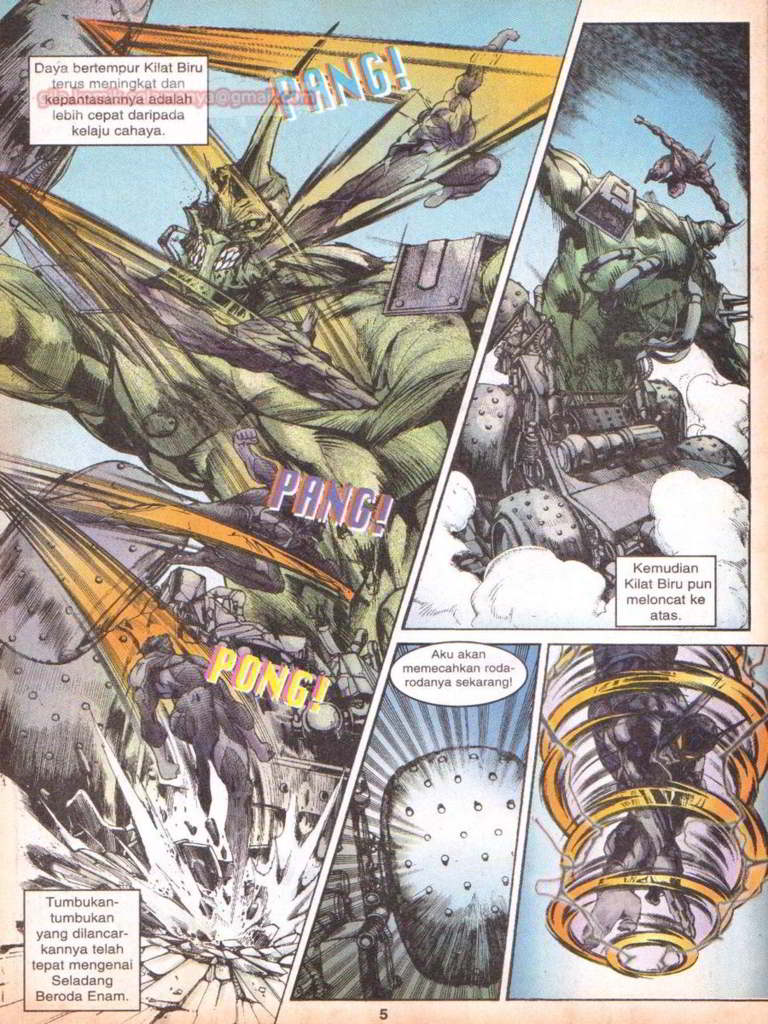 Daya bertempur Kilat Biru
terus meningkat dan
kepantasannya adalah
lebih cepat daripada
kelaju cahaya.
PANG!
PANG!
PONG!
Tumbukan-
tumbukan
yang dilancar-
kannya telah
tepat mengenai
Seladang
Beroda Enam.
Kemudian
Kilat Biru pun
meloncat ke
atas.
Aku akan
memecahkan roda-
rodanya sekarang!
5